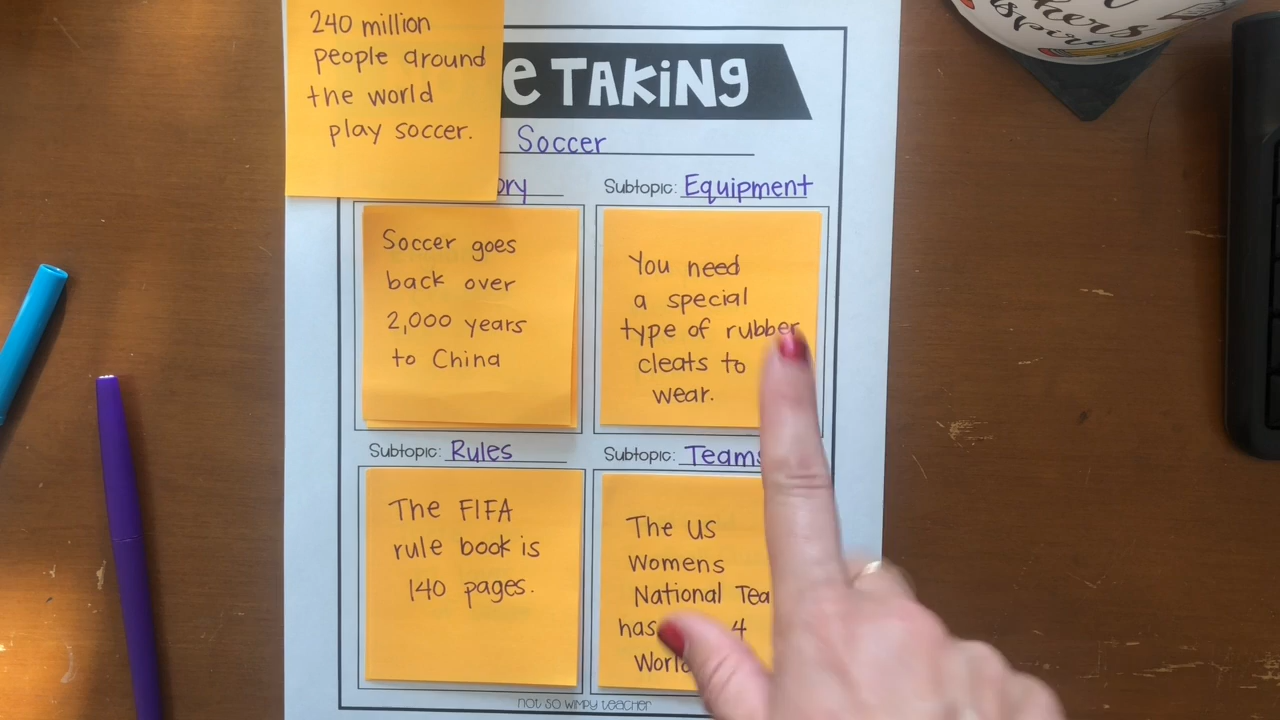 240 million
people around
the world
play soccer.
e TAKiNg
Soccer
ory
Subtopic: Equipment
Soccer goes
back over
2,000 years
to China
You need
a special
type of rubber
cleats to
wear.
Subtopic: Rules
Subtopic: Teams
The FIFA
rule book is
140 pages.
The US
Womens
National Tea
has 4
World
not so wimpy teacher